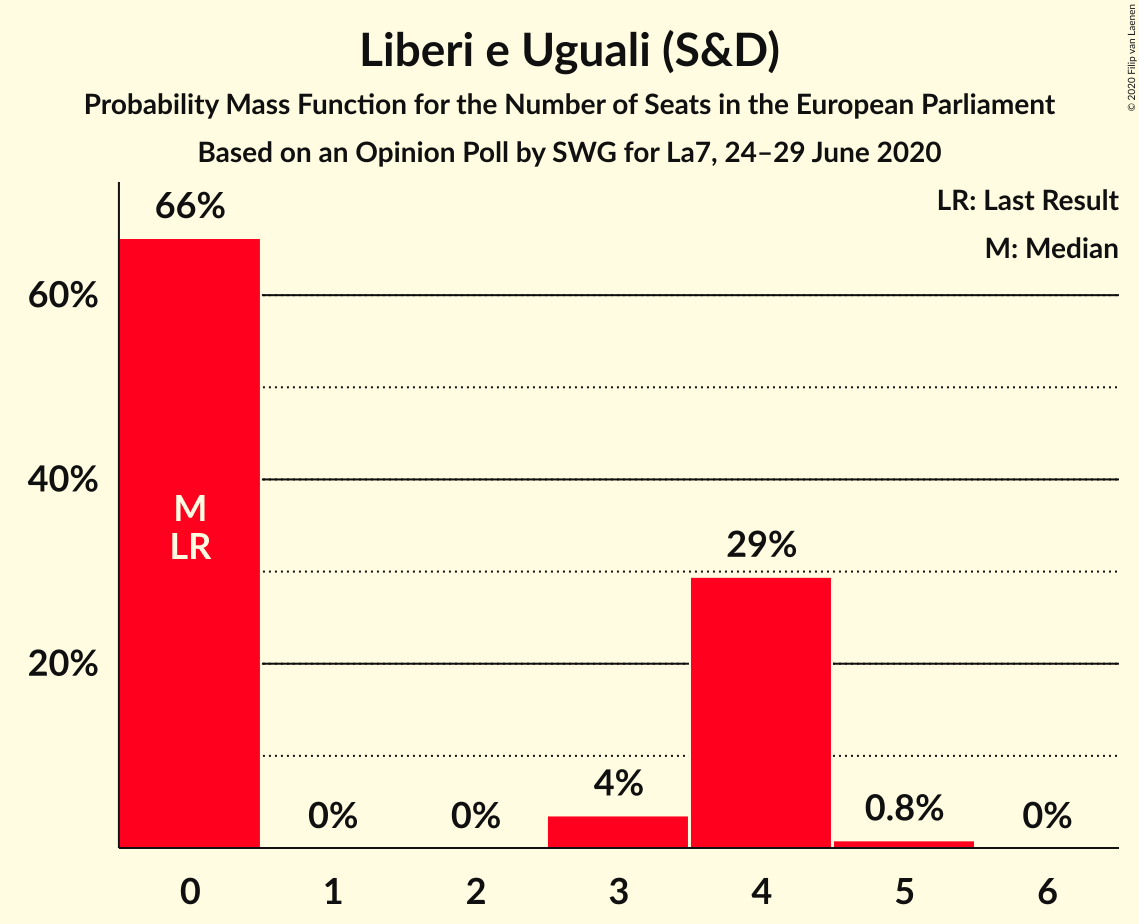 Liberi e Uguali (S&D)
Probability Mass Function for the Number of Seats in the European Parliament
Based on an Opinion Poll by SWG for La7, 24–29 June 2020
© 2020 Filip van Laenen
LR: Last Result
M: Median
66%
60%
40%
20%
M
LR
0%
0%
4%
29%
0.8%
0%
0
1
2
3
4
5
6